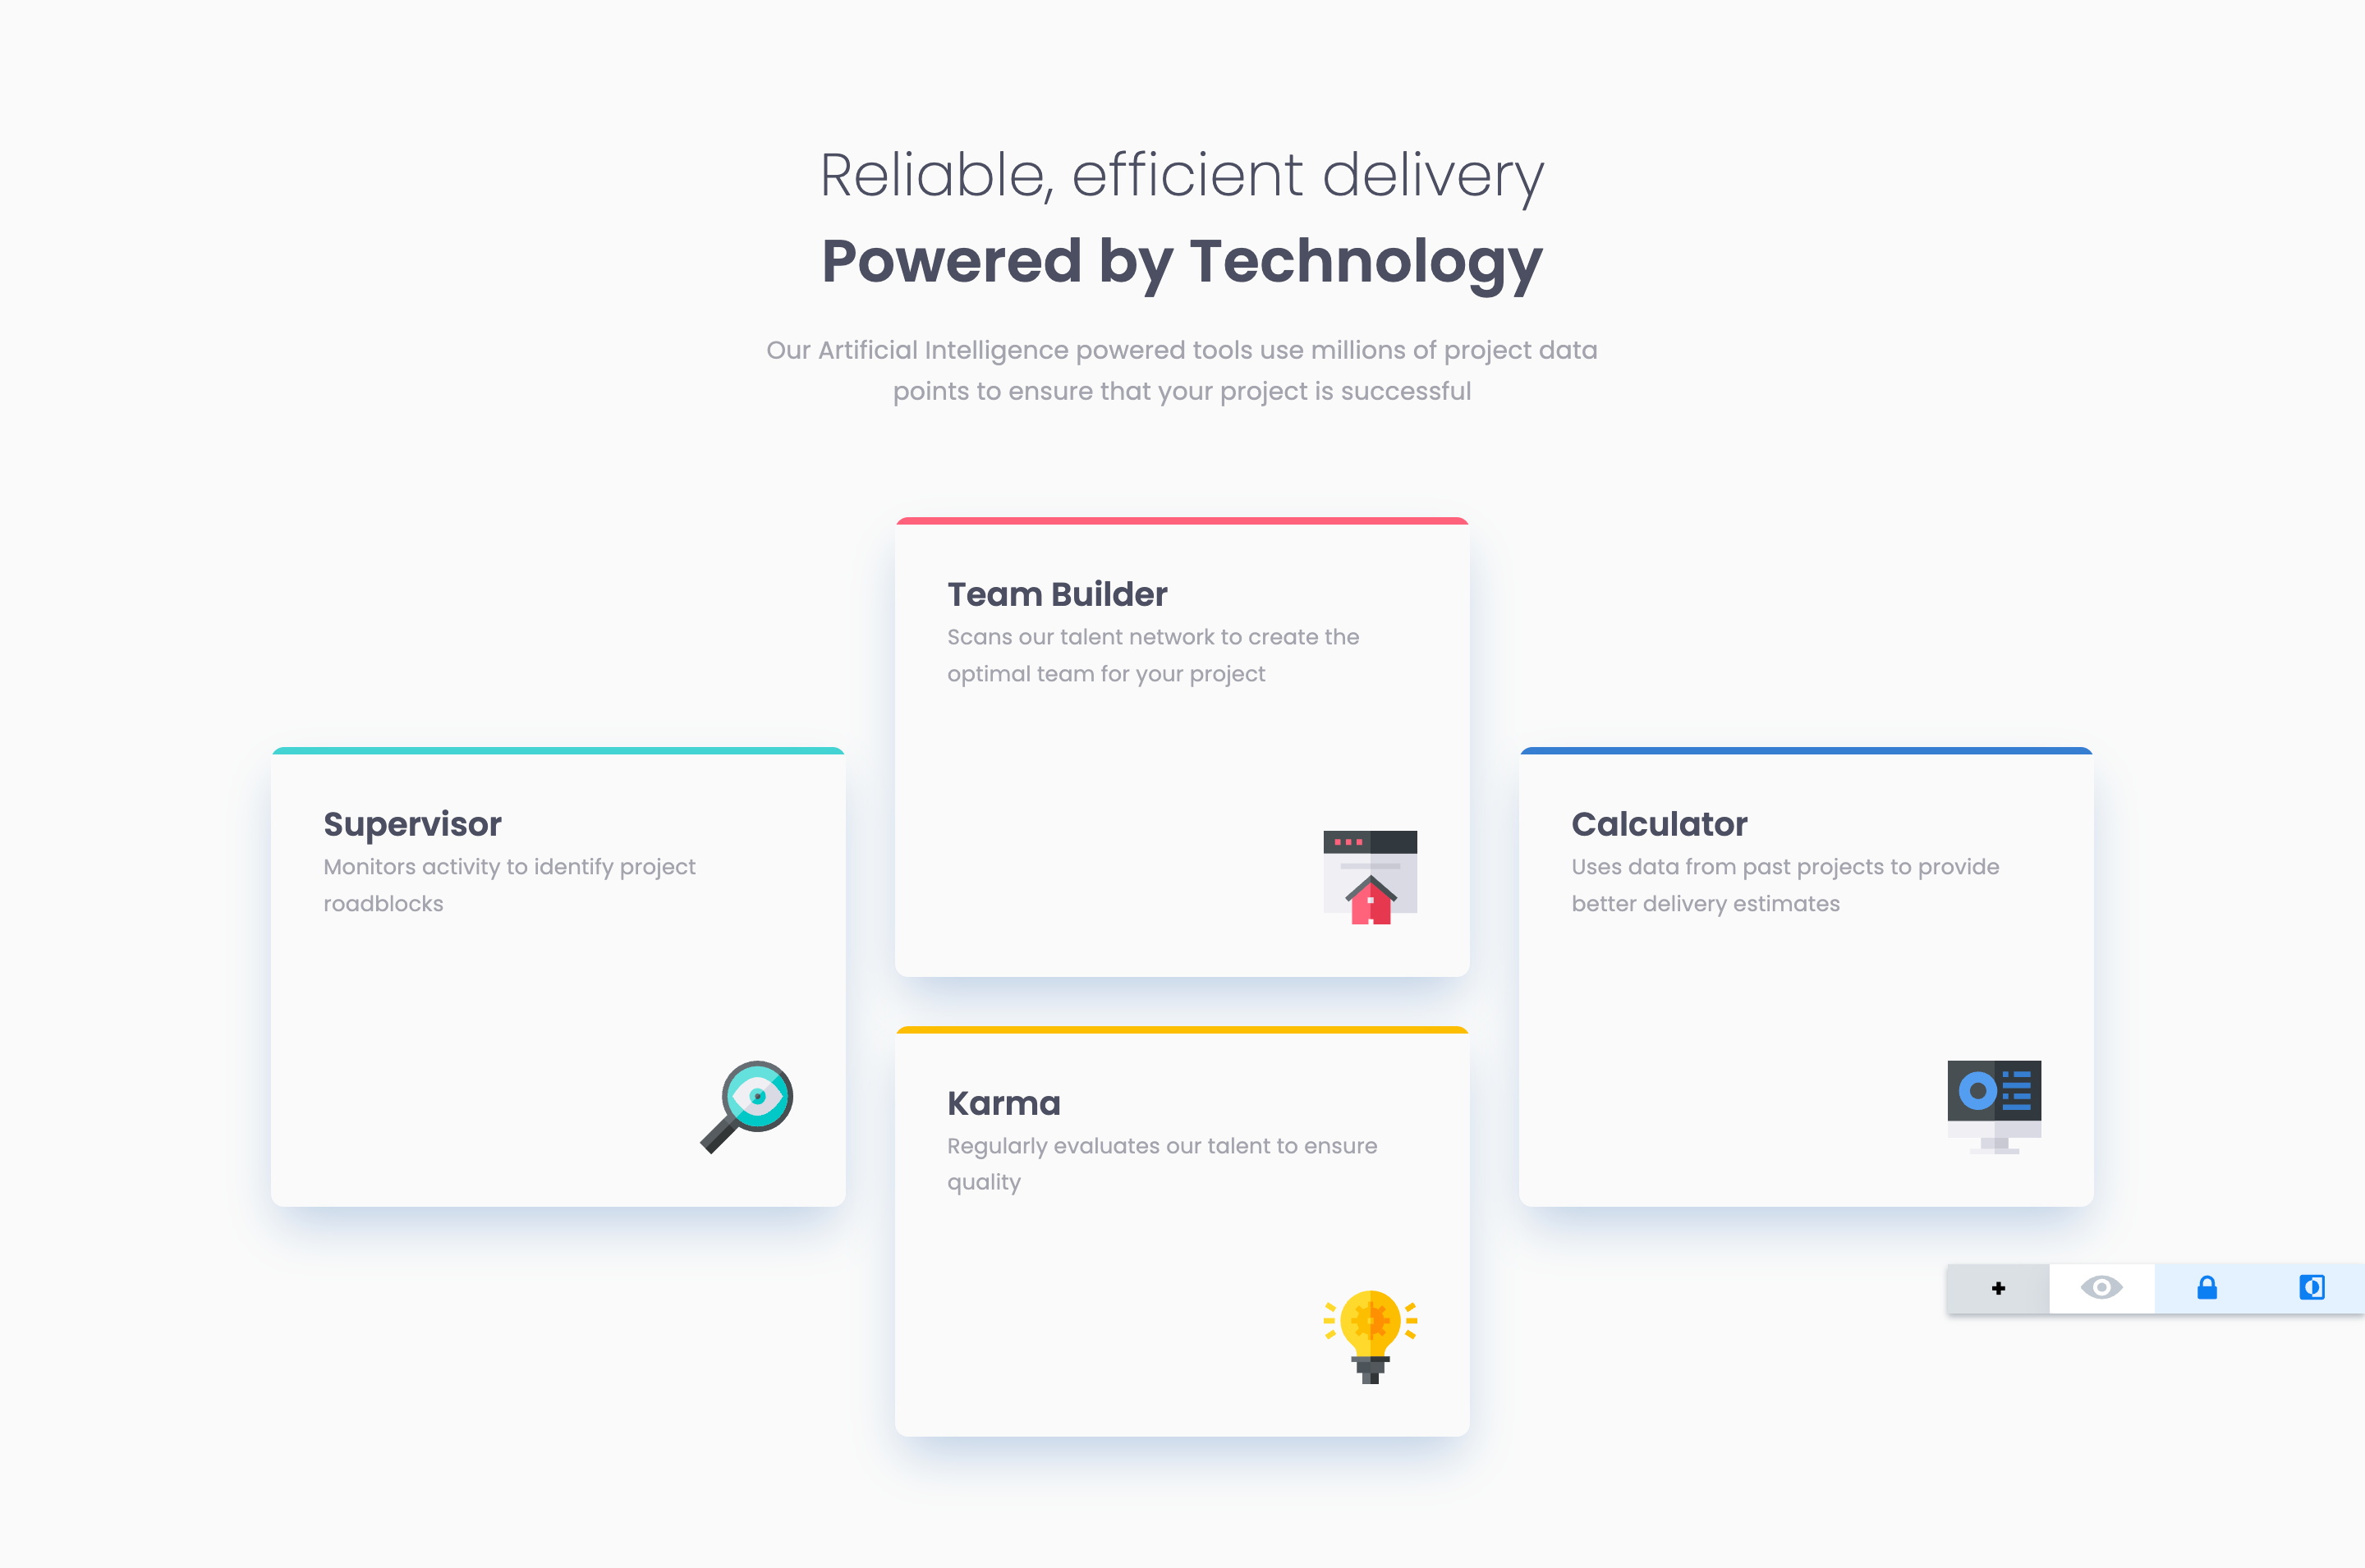 Reliable, efficient delivery
Powered by Technology
Our Artificial Intelligence powered tools use millions of project data
points to ensure that your project is successful
Team Builder
Scans our talent network to create the
optimal team for your project
Supervisor
Monitors activity to identify project
roadblocks
Calculator
Uses data from past projects to provide
better delivery estimates
Karma
Regularly evaluates our talent to ensure
quality